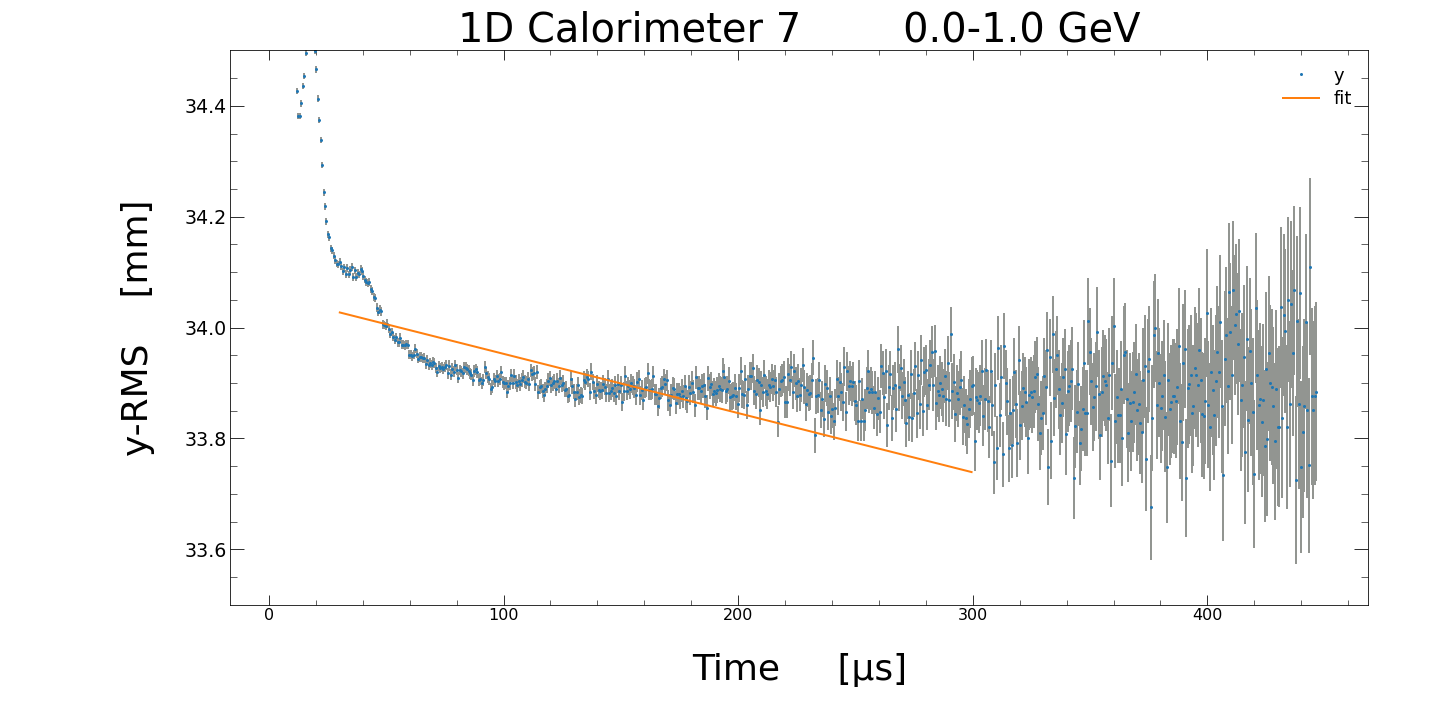 1D Calorimeter 7 0.0-1.0 GeV
y
fit
34.4
34.2
34.0
33.8
33.6
y-RMS [mm]
0 100 200 300 400
Time [μs]